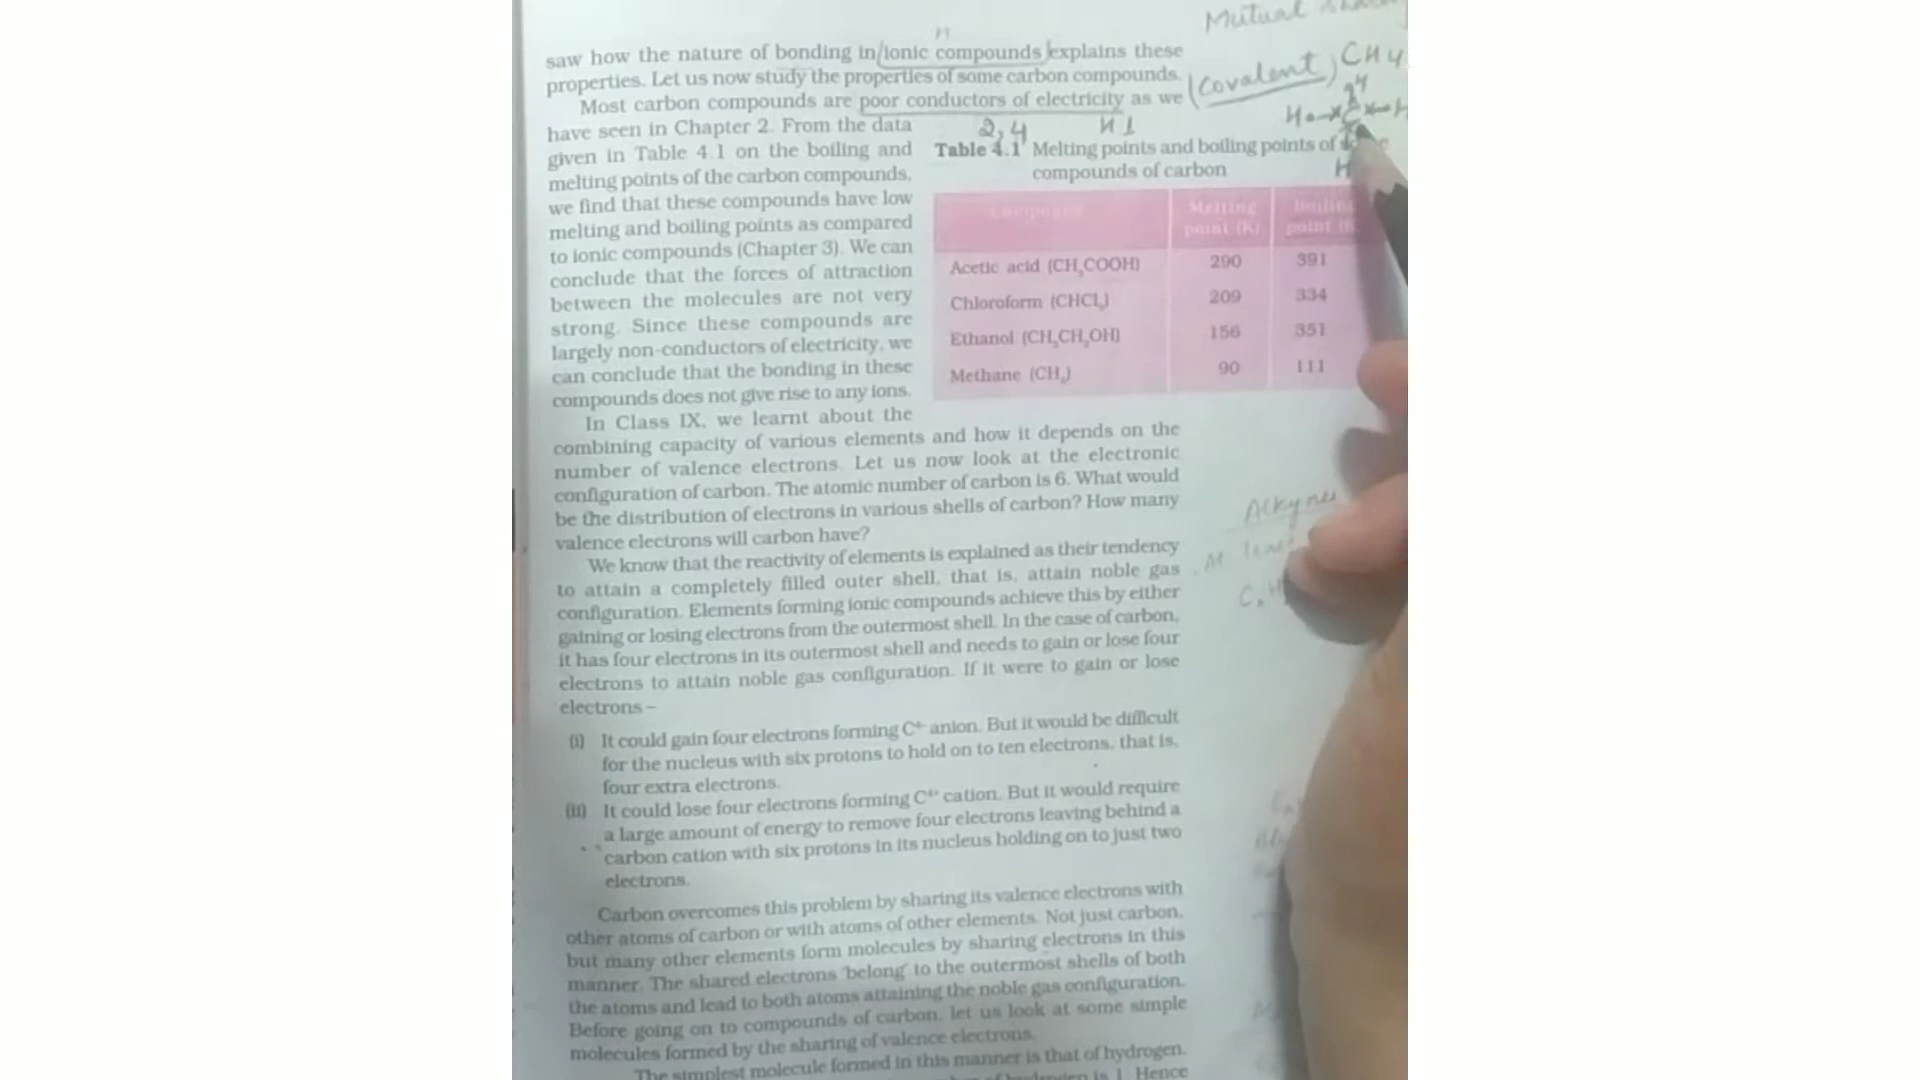 Mutual
saw how the nature of bonding in ionic compounds explains these
properties. Let us now study the properties of some carbon compounds.
(Covalent) CH4
Most carbon compounds are poor conductors of electricity as we
have seen in Chapter 2. From the data
given in Table 4.1 on the boiling and
melting points of the carbon compounds,
we find that these compounds have low
melting and boiling points as compared
to ionic compounds (Chapter 3). We can
conclude that the forces of attraction
between the molecules are not very
strong. Since these compounds are
largely non-conductors of electricity, we
can conclude that the bonding in these
compounds does not give rise to any ions.
2,4 H1
Table 4.1 Melting points and boiling points of
compounds of carbon
Compound Melting point (K) Boiling point
Acetic acid (CH₃COOH) 290 391
Chloroform (CHCl₃) 209 334
Ethanol (CH₃CH₂OH) 156 351
Methane (CH₄) 90 111
In Class IX, we learnt about the
combining capacity of various elements and how it depends on the
number of valence electrons. Let us now look at the electronic
configuration of carbon. The atomic number of carbon is 6. What would
be the distribution of electrons in various shells of carbon? How many
valence electrons will carbon have?
Alkynes
We know that the reactivity of elements is explained as their tendency
to attain a completely filled outer shell, that is, attain noble gas
configuration. Elements forming ionic compounds achieve this by either
gaining or losing electrons from the outermost shell. In the case of carbon,
it has four electrons in its outermost shell and needs to gain or lose four
electrons to attain noble gas configuration. If it were to gain or lose
electrons –
(i) It could gain four electrons forming C⁴⁻ anion. But it would be difficult
for the nucleus with six protons to hold on to ten electrons, that is,
four extra electrons.
(ii) It could lose four electrons forming C⁴⁺ cation. But it would require
a large amount of energy to remove four electrons leaving behind a
carbon cation with six protons in its nucleus holding on to just two
electrons.
Carbon overcomes this problem by sharing its valence electrons with
other atoms of carbon or with atoms of other elements. Not just carbon,
but many other elements form molecules by sharing electrons in this
manner. The shared electrons 'belong' to the outermost shells of both
the atoms and lead to both atoms attaining the noble gas configuration.
Before going on to compounds of carbon, let us look at some simple
molecules formed by the sharing of valence electrons.
The simplest molecule formed in this manner is that of hydrogen.
is 1. Hence